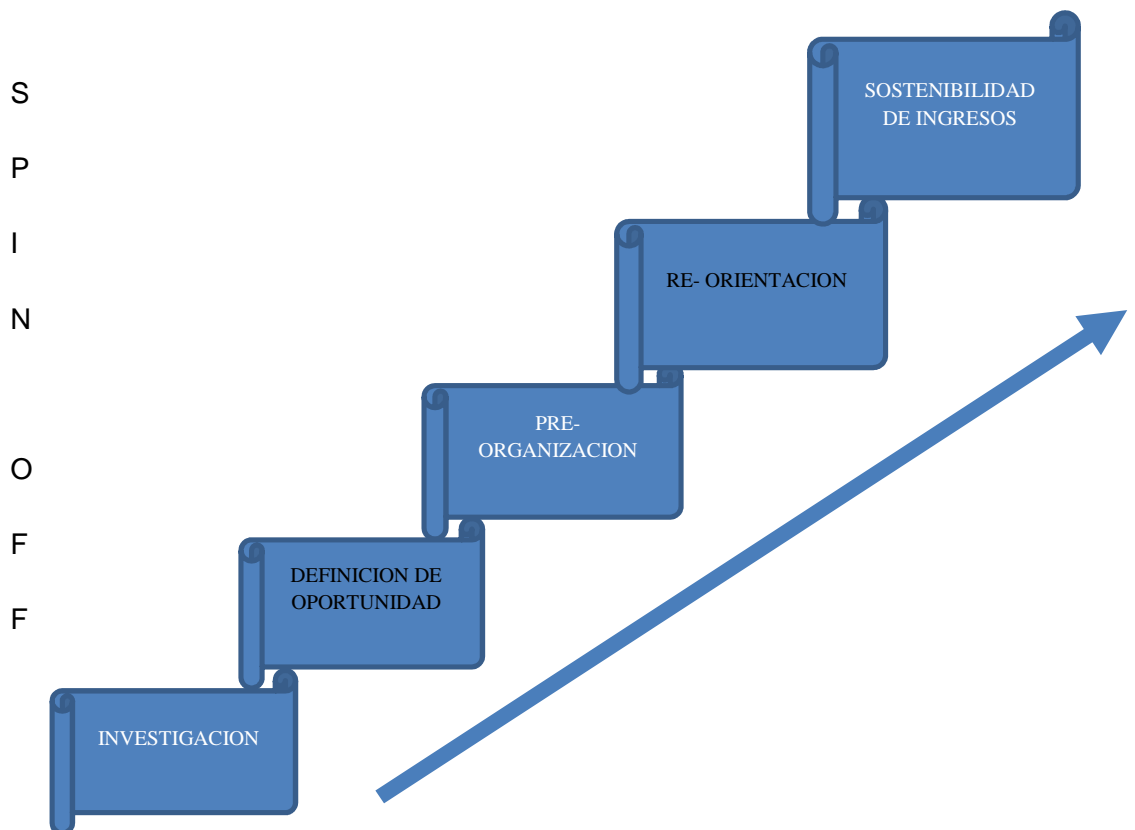 S
P
I
N
O
F
F
SOSTENIBILIDAD
DE INGRESOS
RE- ORIENTACION
PRE-
ORGANIZACION
DEFINICION DE
OPORTUNIDAD
INVESTIGACION